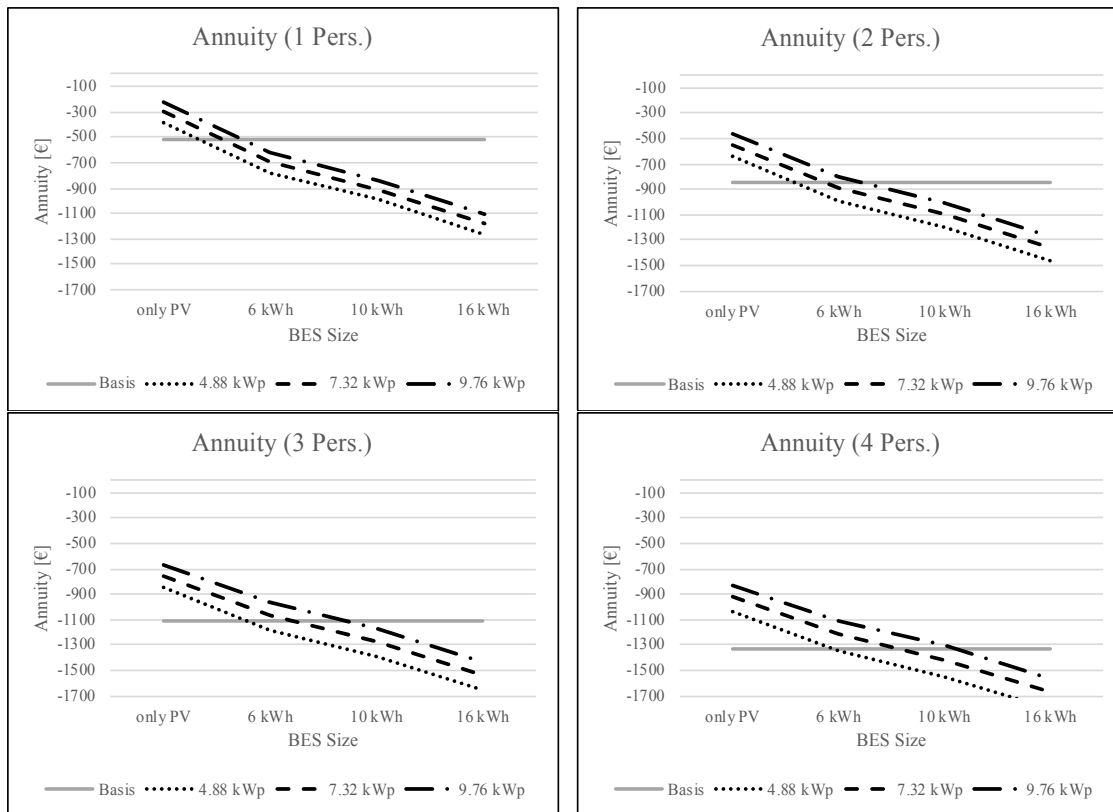 Annuity (1 Pers.)
Annuity [€]
-100
-300
-500
-700
-900
-1100
-1300
-1500
-1700
only PV 6 kWh 10 kWh 16 kWh
BES Size
Basis 4.88 kWp 7.32 kWp 9.76 kWp
Annuity (2 Pers.)
Annuity [€]
-100
-300
-500
-700
-900
-1100
-1300
-1500
-1700
only PV 6 kWh 10 kWh 16 kWh
BES Size
Basis 4.88 kWp 7.32 kWp 9.76 kWp
Annuity (3 Pers.)
Annuity [€]
-100
-300
-500
-700
-900
-1100
-1300
-1500
-1700
only PV 6 kWh 10 kWh 16 kWh
BES Size
Basis 4.88 kWp 7.32 kWp 9.76 kWp
Annuity (4 Pers.)
Annuity [€]
-100
-300
-500
-700
-900
-1100
-1300
-1500
-1700
only PV 6 kWh 10 kWh 16 kWh
BES Size
Basis 4.88 kWp 7.32 kWp 9.76 kWp